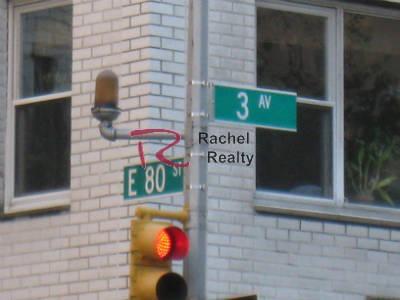 3 AV
Rachel
R Realty
E 80 ST